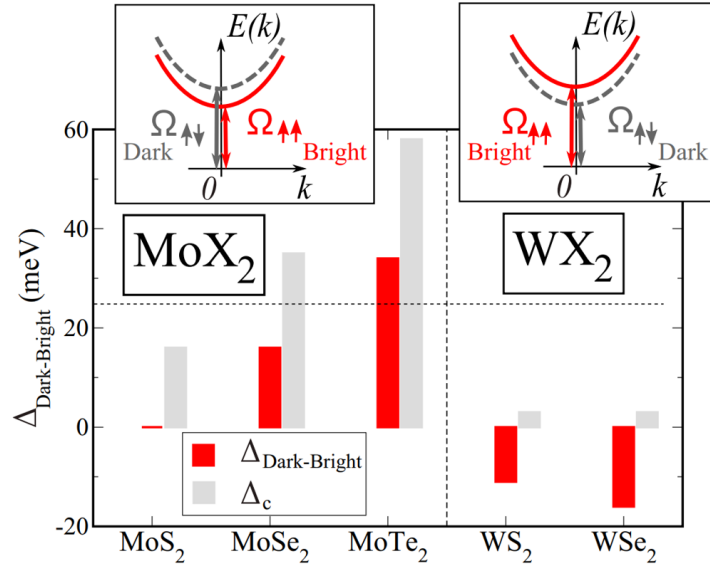 E(k)
Ω↑↓
Dark
Ω↑↑
Bright
0
k
E(k)
Ω↑↑
Bright
Ω↑↓
Dark
0
k
MoX₂
WX₂
Δ_Dark-Bright (meV)
60
40
20
0
-20
Δ_Dark-Bright
Δ_c
MoS₂
MoSe₂
MoTe₂
WS₂
WSe₂